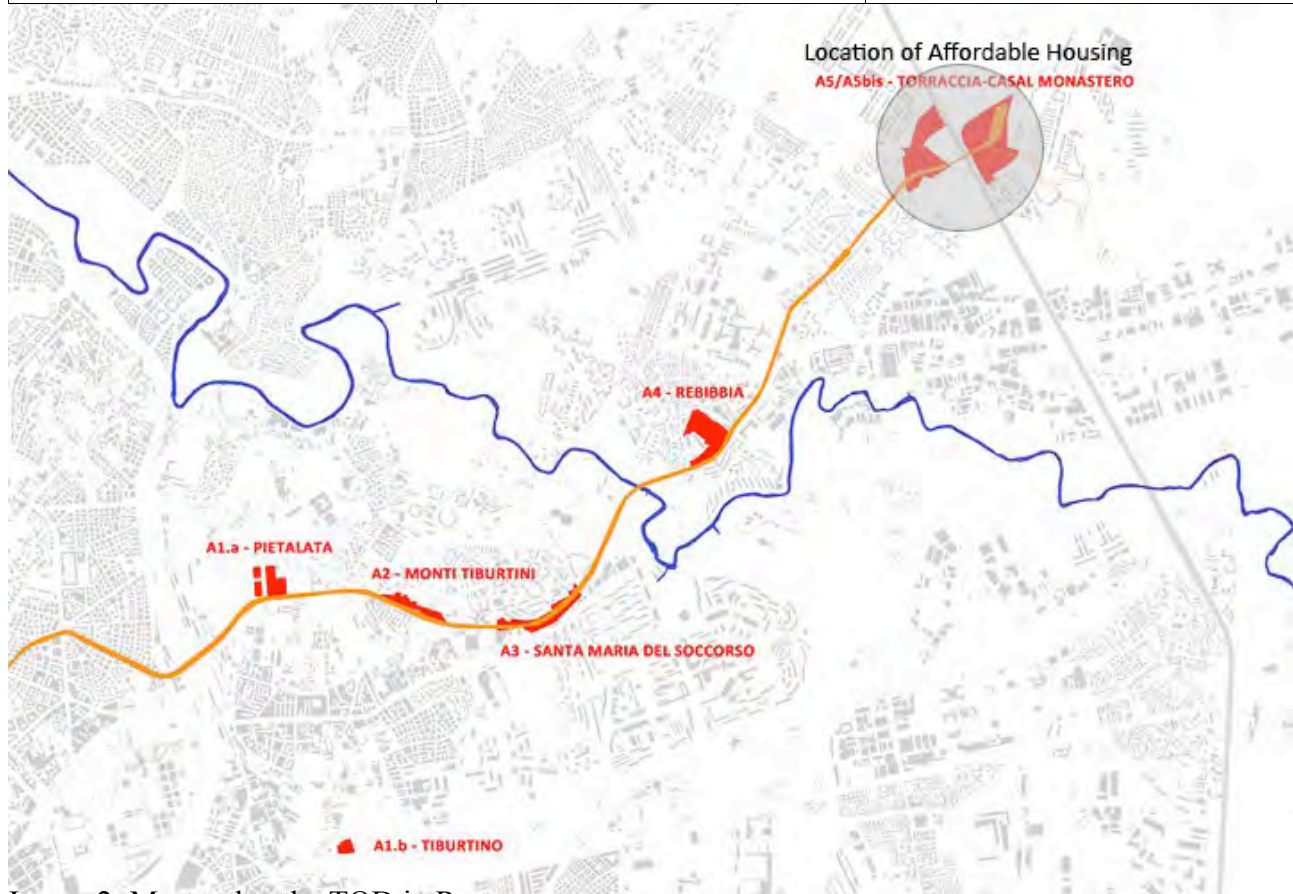 Location of Affordable Housing
A5/A5bis - TORRACCIA-CASAL MONASTERO
A4 - REBIBBIA
A1.a - PIETALATA
A2 - MONTI TIBURTINI
A3 - SANTA MARIA DEL SOCCORSO
A1.b - TIBURTINO